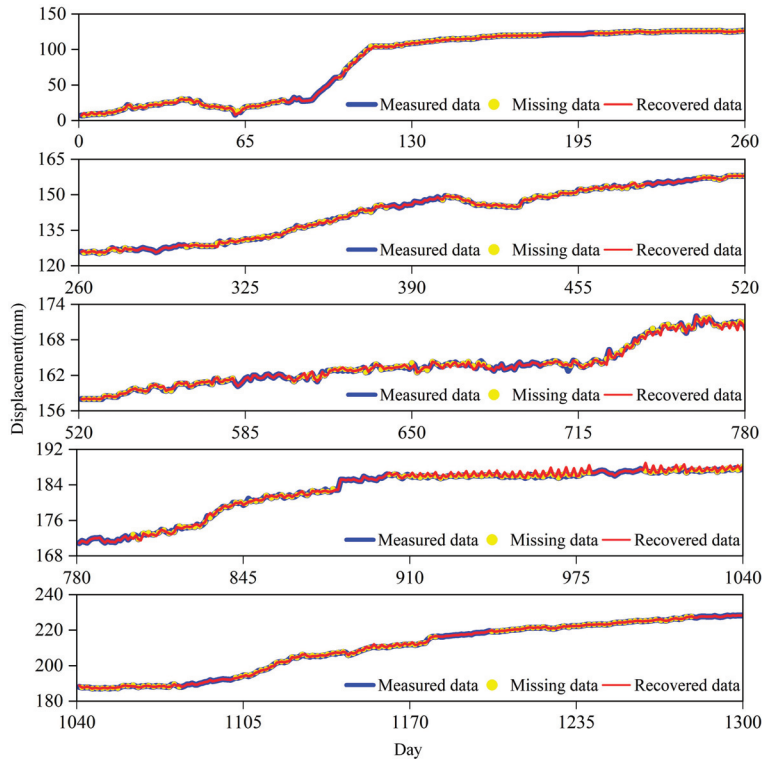 150
100
50
0
Measured data Missing data Recovered data
0 65 130 195 260
165
150
135
120
Measured data Missing data Recovered data
260 325 390 455 520
174
168
162
156
Measured data Missing data Recovered data
520 585 650 715 780
Displacement(mm)
192
184
176
168
Measured data Missing data Recovered data
780 845 910 975 1040
240
220
200
180
Measured data Missing data Recovered data
1040 1105 1170 1235 1300
Day